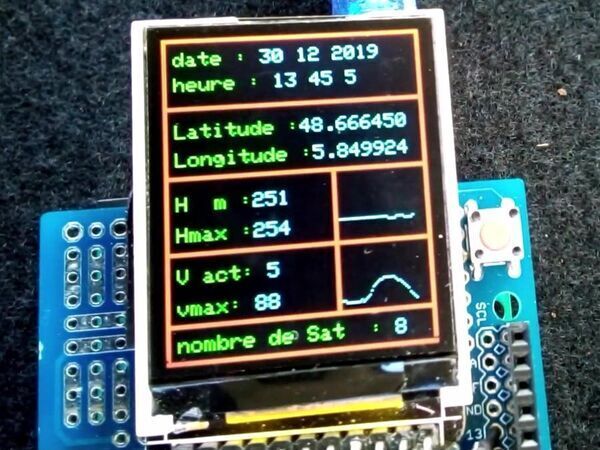 date : 30 12 2019
heure : 13 45 5
Latitude :48.666450
Longitude :5.849924
H m :251
Hmax :254
V act: 5
vmax: 88
nombre de Sat : 8
SCL
ND
13